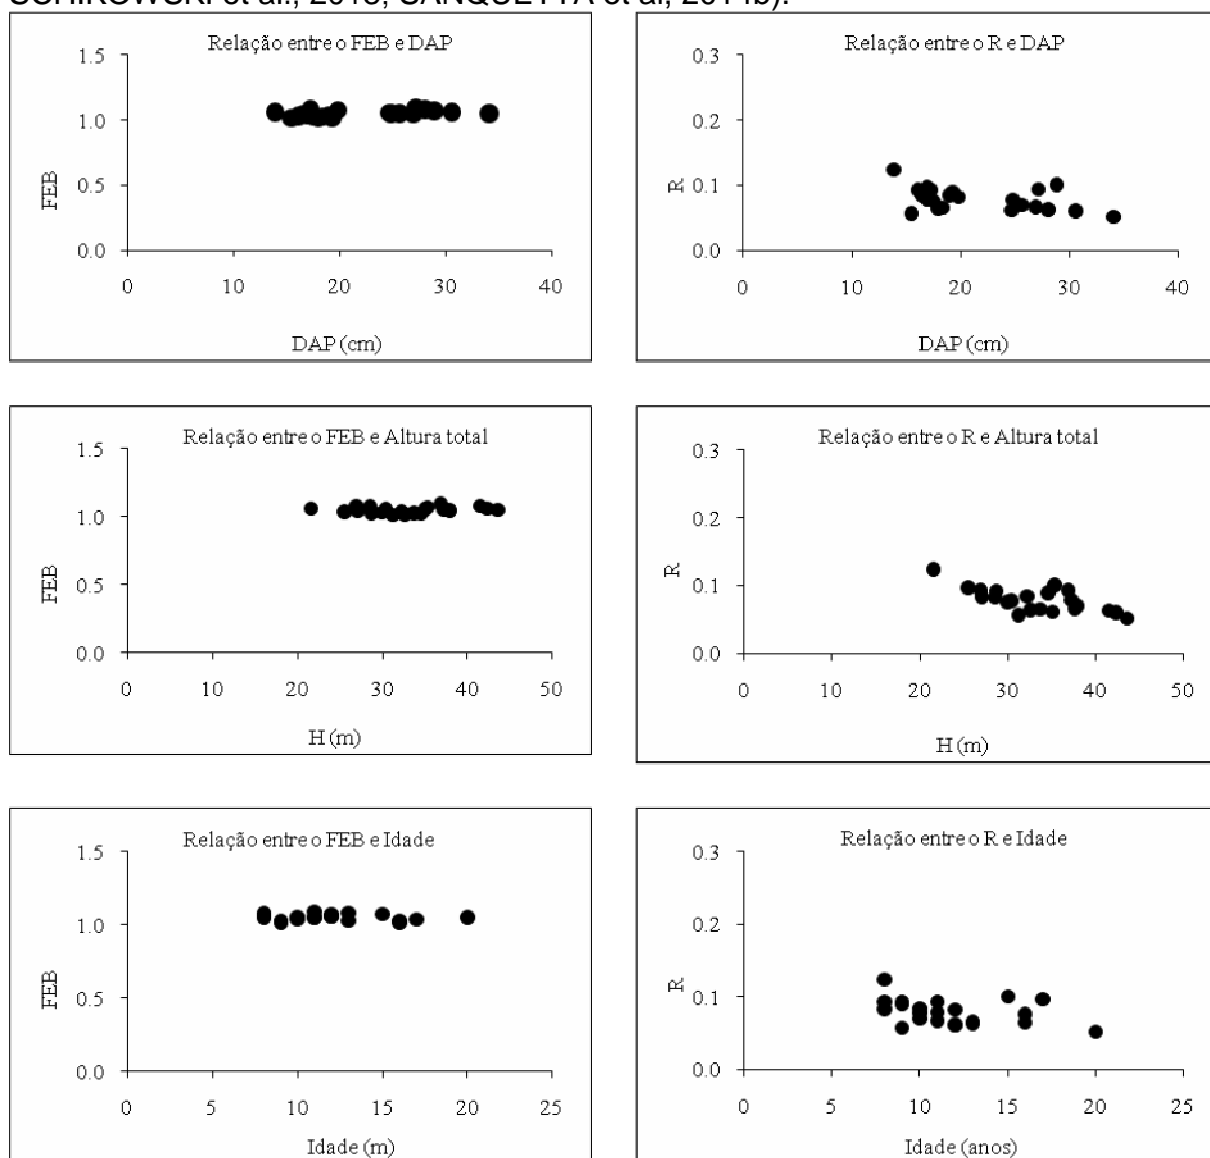 SCHIKOWSKI et al., 2013; SANQUETTA et al, 2014b).
Relação entre o FEB e DAP
1.5
1.0
0.5
0.0
FEB
0 10 20 30 40
DAP (cm)
Relação entre o R e DAP
0.3
0.2
0.1
0.0
R
0 10 20 30 40
DAP (cm)
Relação entre o FEB e Altura total
1.5
1.0
0.5
0.0
FEB
0 10 20 30 40 50
H (m)
Relação entre o R e Altura total
0.3
0.2
0.1
0.0
R
0 10 20 30 40 50
H (m)
Relação entre o FEB e Idade
1.5
1.0
0.5
0.0
FEB
0 5 10 15 20 25
Idade (m)
Relação entre o R e Idade
0.3
0.2
0.1
0.0
R
0 5 10 15 20 25
Idade (anos)